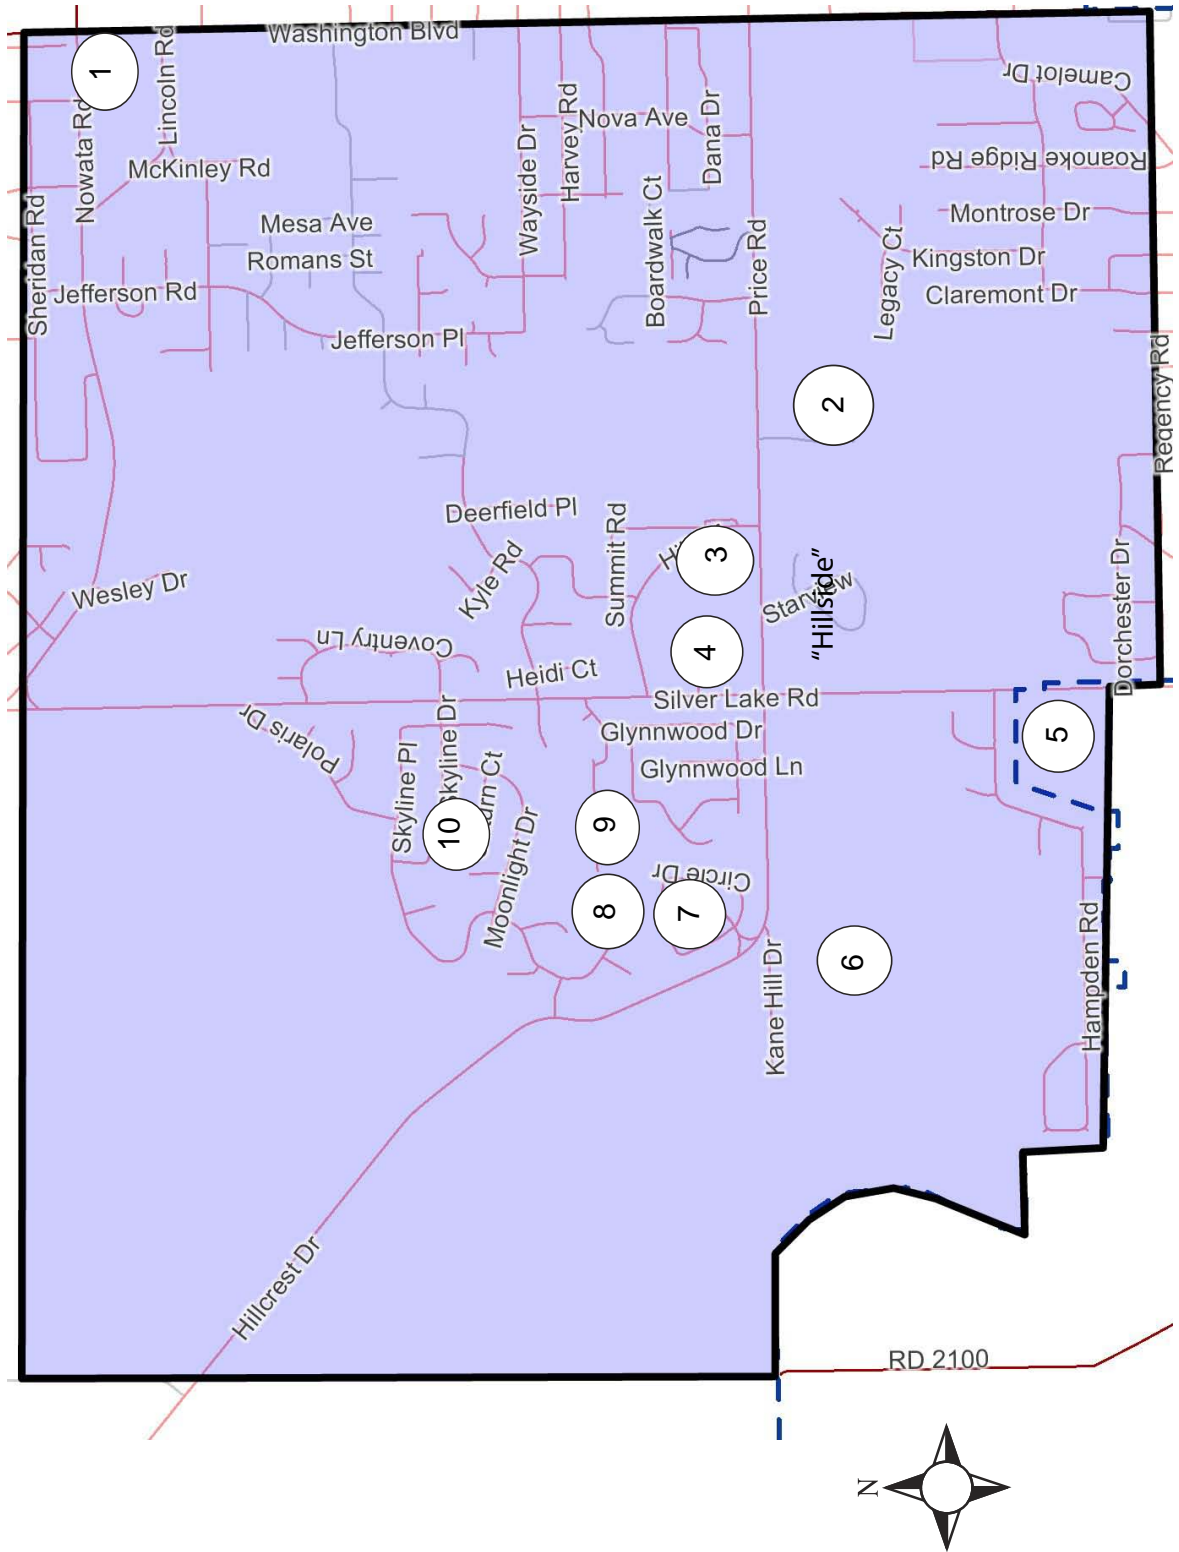 Washington Blvd
1
Lincoln Rd
Nowata Rd
McKinley Rd
Sheridan Rd
Mesa Ave
Romans St
Jefferson Rd
Jefferson Pl
Wayside Dr
Harvey Rd
Nova Ave
Dana Dr
Boardwalk Ct
Price Rd
Camelot Dr
Roanoke Ridge Rd
Montrose Dr
Kingston Dr
Legacy Ct
Claremont Dr
Regency Rd
2
Deerfield Pl
Kyle Rd
Summit Rd
3
Wesley Dr
Starview
"Hillside"
Dorchester Dr
Coventry Ln
Heidi Ct
4
Silver Lake Rd
Polaris Dr
Skyline Pl
Skyline Dr
Glynnwood Dr
Glynnwood Ln
5
10
Moonlight Dr
9
8
Circle Dr
7
6
Kane Hill Dr
Hampden Rd
Hillcrest Dr
RD 2100
N